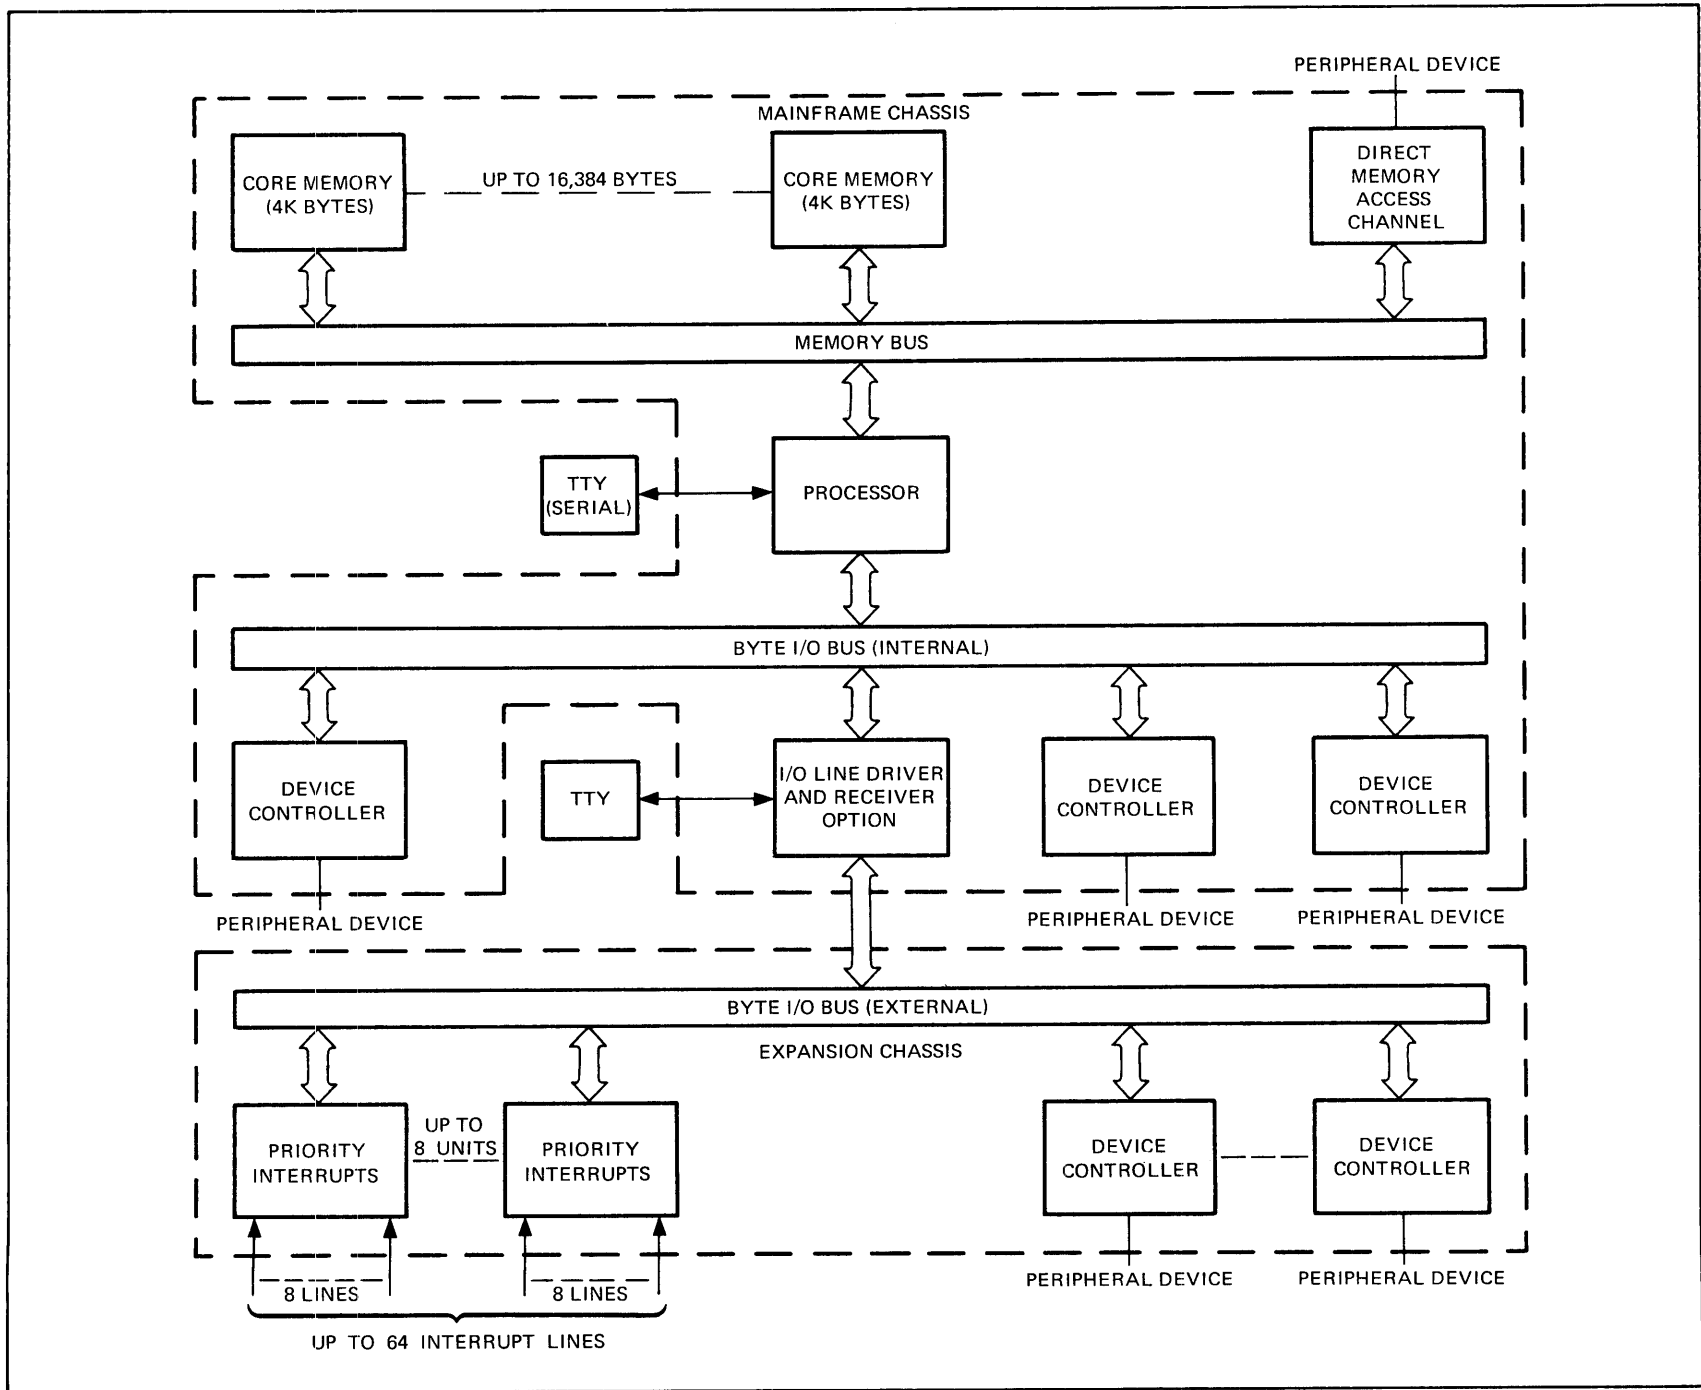 PERIPHERAL DEVICE
MAINFRAME CHASSIS
CORE MEMORY
(4K BYTES)
UP TO 16,384 BYTES
CORE MEMORY
(4K BYTES)
DIRECT
MEMORY
ACCESS
CHANNEL
MEMORY BUS
TTY
(SERIAL)
PROCESSOR
BYTE I/O BUS (INTERNAL)
DEVICE
CONTROLLER
TTY
I/O LINE DRIVER
AND RECEIVER
OPTION
DEVICE
CONTROLLER
DEVICE
CONTROLLER
PERIPHERAL DEVICE
PERIPHERAL DEVICE
PERIPHERAL DEVICE
BYTE I/O BUS (EXTERNAL)
EXPANSION CHASSIS
PRIORITY
INTERRUPTS
UP TO
8 UNITS
PRIORITY
INTERRUPTS
DEVICE
CONTROLLER
DEVICE
CONTROLLER
8 LINES
8 LINES
PERIPHERAL DEVICE
PERIPHERAL DEVICE
UP TO 64 INTERRUPT LINES